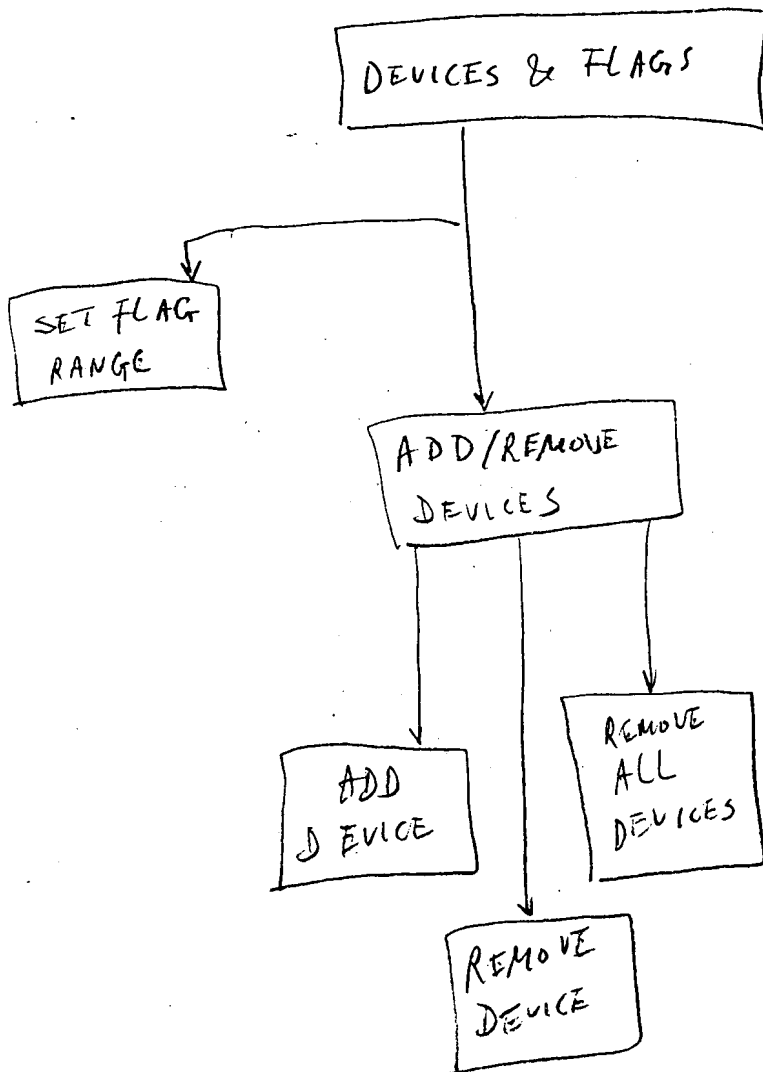 DEVICES & FLAGS
SET FLAG
RANGE
ADD/REMOVE
DEVICES
ADD
DEVICE
REMOVE
ALL
DEVICES
REMOVE
DEVICE